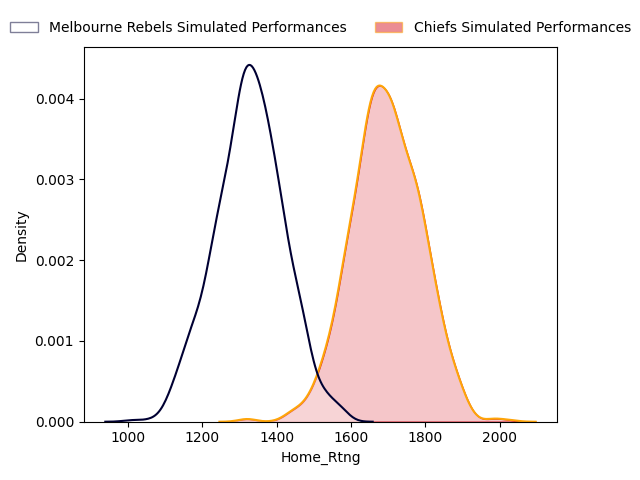 Melbourne Rebels Simulated Performances Chiefs Simulated Performances
0.004
0.003
0.002
0.001
0.000
Density
1000 1200 1400 1600 1800 2000
Home_Rtng